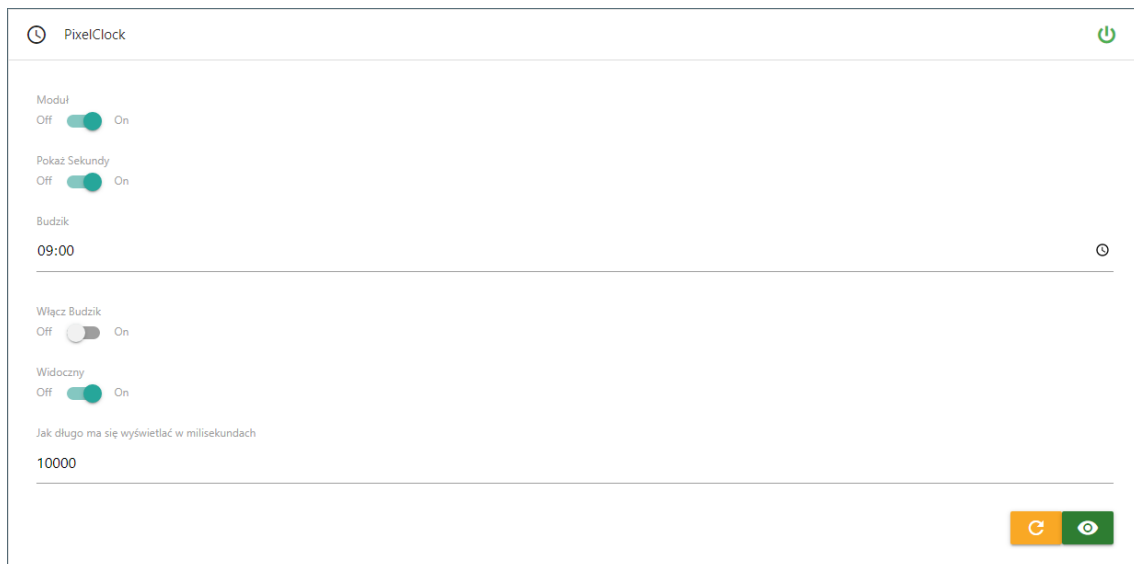 PixelClock
Moduł
Off On
Pokaż Sekundy
Off On
Budzik
09:00
Włącz Budzik
Off On
Widoczny
Off On
Jak długo ma się wyświetlać w milisekundach
10000